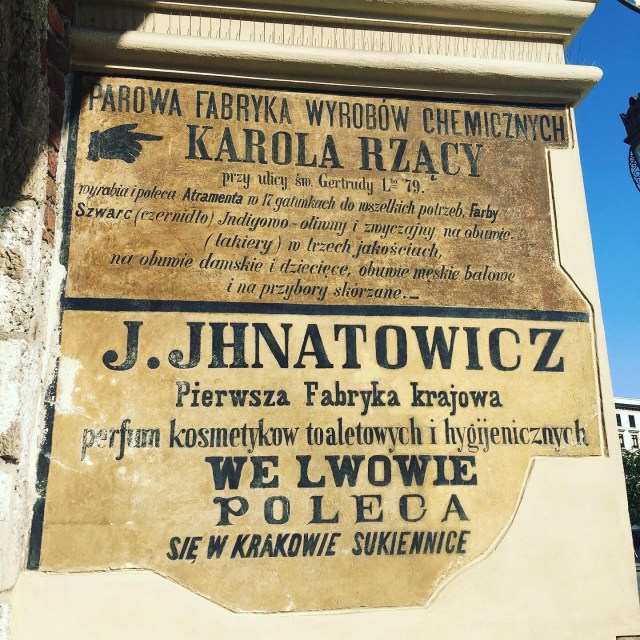 PAROWA FABRYKA WYROBÓW CHEMICZNYCH
KAROLA RZĄCY
przy ulicy św. Gertrudy L.ᵇᵃ 79.
wyrabia i poleca Atramenta w 17 gatunkach do wszelkich potrzeb, Farby
Szwarc (czernidło) Indigowo-oliwny i zwyczajny, na obuwie.
(lakiery) w trzech jakościach,
na obuwie damskie i dziecięce, obuwie męskie balowe
i na przybory skórzane._
J. JHNATOWICZ
Pierwsza Fabryka krajowa
perfum kosmetykow toaletowych i hygijenicznych
WE LWOWIE
POLECA
SIĘ W KRAKOWIE SUKIENNICE